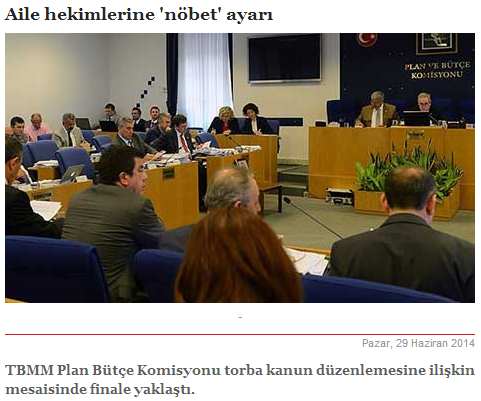 Aile hekimlerine 'nöbet' ayarı
PLAN VE BÜTÇE
KOMİSYONU
-
Pazar, 29 Haziran 2014
TBMM Plan Bütçe Komisyonu torba kanun düzenlemesine ilişkin
mesaisinde finale yaklaştı.